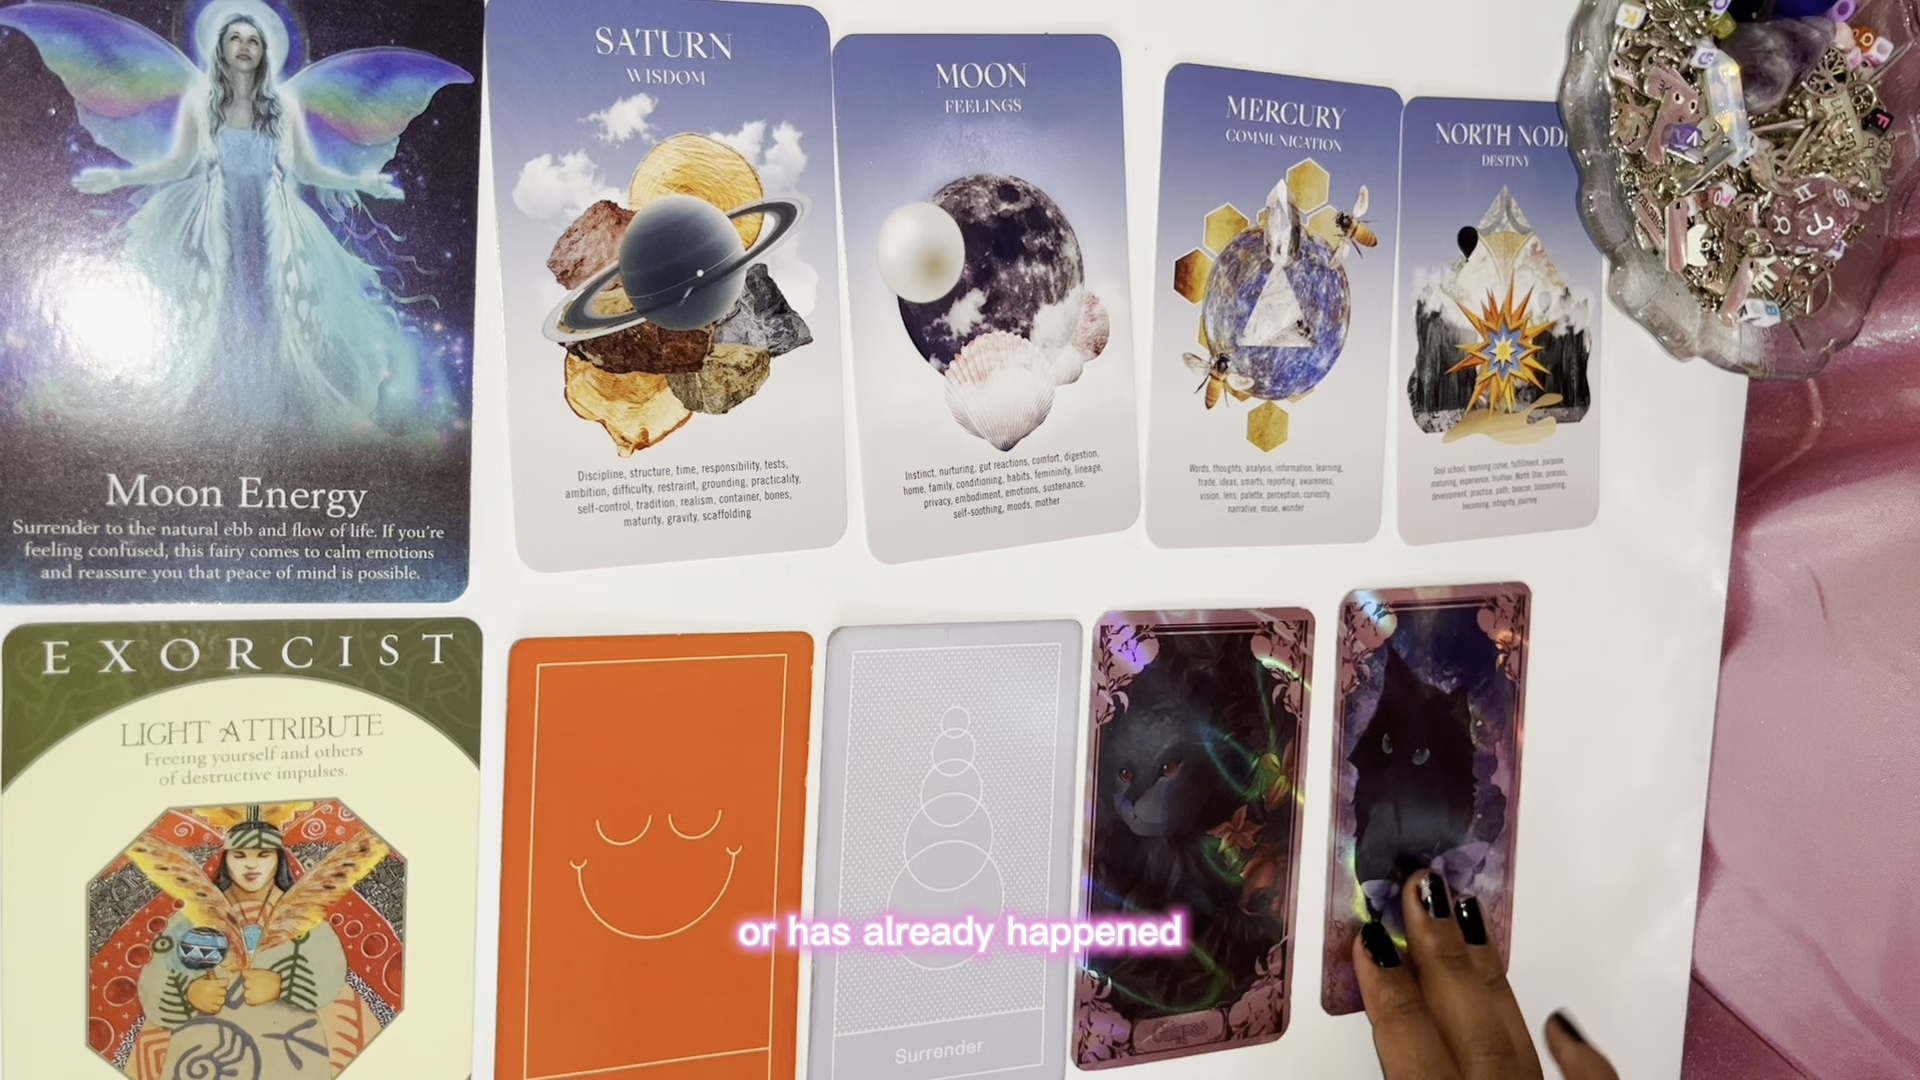 Moon Energy
Surrender to the natural ebb and flow of life. If you're
feeling confused, this fairy comes to calm emotions
and reassure you that peace of mind is possible.
SATURN
WISDOM
Discipline, structure, time, responsibility, tests,
ambition, difficulty, restraint, grounding, practicality,
self-control, tradition, realism, container, bones,
maturity, gravity, scaffolding
MOON
FEELINGS
Instinct, nurturing, gut reactions, comfort, digestion,
home, family, conditioning, habits, femininity, lineage,
privacy, embodiment, emotions, sustenance,
self-soothing, moods, mother
MERCURY
COMMUNICATION
Words, thoughts, analysis, information, learning,
trade, ideas, smarts, reporting, awareness,
vision, lens, palette, perception, curiosity,
narrative, muse, wonder
NORTH NOD
DESTINY
Soul school, learning curve, fulfillment, purpose,
maturing, experience, fruition, North Star, process,
development, practice, path, beacon, blossoming,
becoming, integrity, journey
EXORCIST
LIGHT ATTRIBUTE
Freeing yourself and others
of destructive impulses.
Surrender
or has already happened